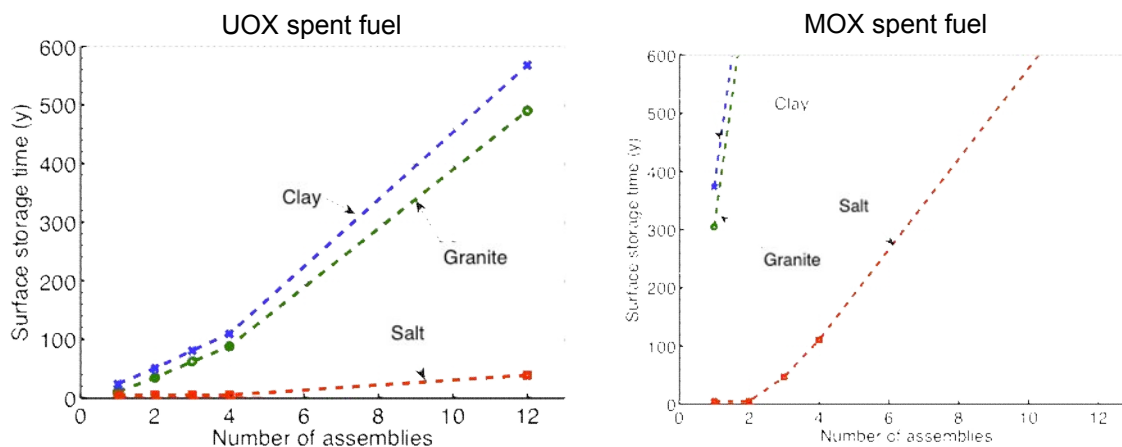 UOX spent fuel
600
500
400
300
200
100
0
Surface storage time (y)
Clay
Granite
Salt
0 2 4 6 8 10 12
Number of assemblies
MOX spent fuel
600
500
400
300
200
100
0
Surface storage time (y)
Clay
Salt
Granite
0 2 4 6 8 10 12
Number of assemblies